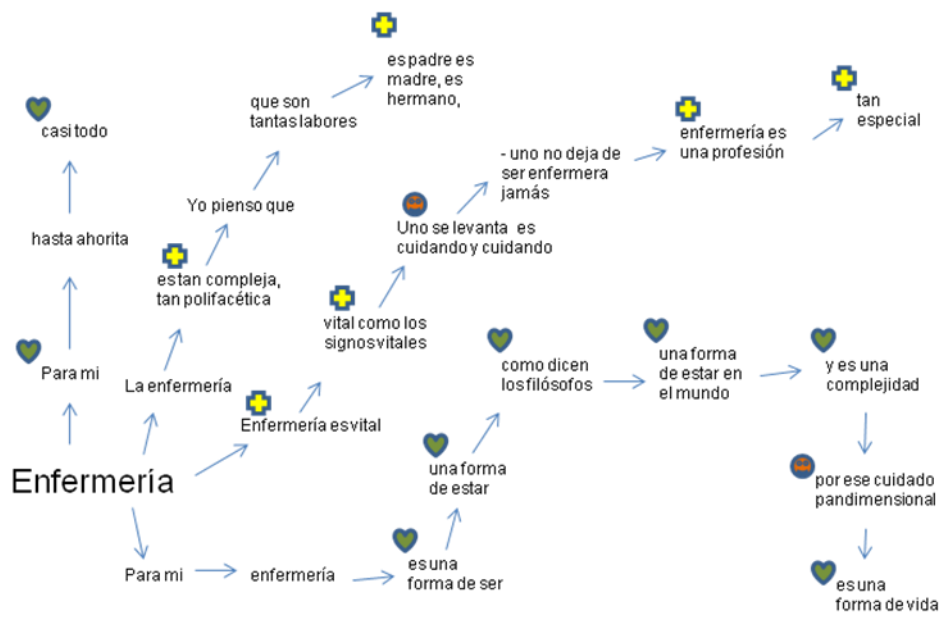 Enfermería
Para mi
hasta ahorita
casi todo
La enfermería
es tan compleja,
tan polifacética
Yo pienso que
que son
tantas labores
es padre es
madre, es
hermano,
Enfermería es vital
vital como los
signos vitales
Uno se levanta es
cuidando y cuidando
- uno no deja de
ser enfermera
jamás
enfermería es
una profesión
tan
especial
Para mi
enfermería
es una
forma de ser
una forma
de estar
como dicen
los filósofos
una forma
de estar en
el mundo
y es una
complejidad
por ese cuidado
pandimensional
es una
forma de vida